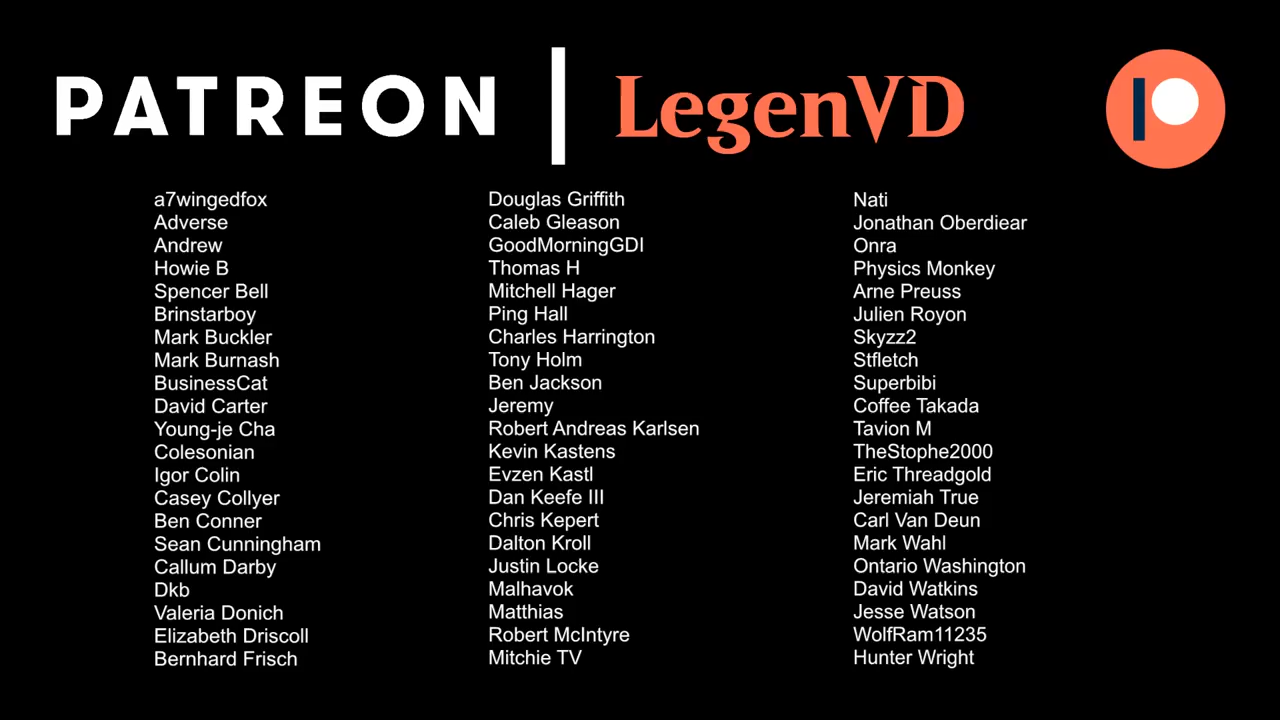 PATREON | LegenVD
a7wingedfox
Adverse
Andrew
Howie B
Spencer Bell
Brinstarboy
Mark Buckler
Mark Burnash
BusinessCat
David Carter
Young-je Cha
Colesonian
Igor Colin
Casey Collyer
Ben Conner
Sean Cunningham
Callum Darby
Dkb
Valeria Donich
Elizabeth Driscoll
Bernhard Frisch
Douglas Griffith
Caleb Gleason
GoodMorningGDI
Thomas H
Mitchell Hager
Ping Hall
Charles Harrington
Tony Holm
Ben Jackson
Jeremy
Robert Andreas Karlsen
Kevin Kastens
Evzen Kastl
Dan Keefe III
Chris Kepert
Dalton Kroll
Justin Locke
Malhavok
Matthias
Robert McIntyre
Mitchie TV
Nati
Jonathan Oberdiear
Onra
Physics Monkey
Arne Preuss
Julien Royon
Skyzz2
Stfletch
Superbibi
Coffee Takada
Tavion M
TheStophe2000
Eric Threadgold
Jeremiah True
Carl Van Deun
Mark Wahl
Ontario Washington
David Watkins
Jesse Watson
WolfRam11235
Hunter Wright